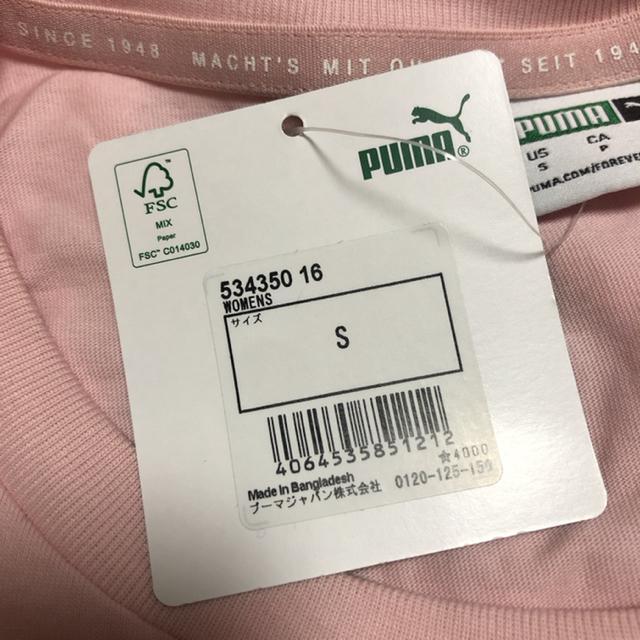 SINCE 1948 MACHT'S MIT SEIT 194
PUMA
US CA
S P
PUMA.COM/FOREVE
PUMA®
FSC
MIX
Paper
FSC™ C014030
534350 16
WOMENS
サイズ
S
4064535851212
☆4000
Made in Bangladesh
プーマジャパン株式会社 0120-125-150